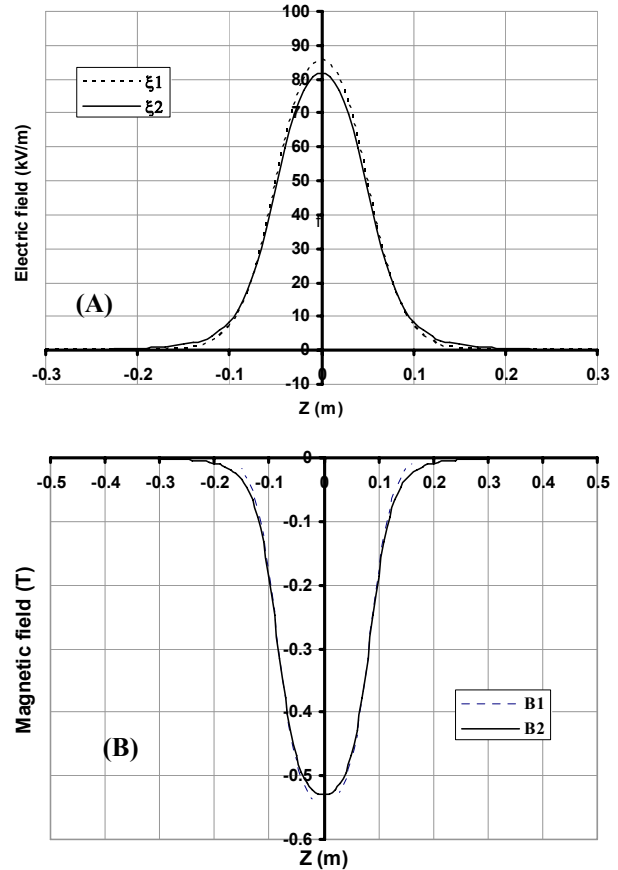 100
90
80
70
60
50
40
30
20
10
0
-10
Electric field (kV/m)
ξ1
ξ2
(A)
-0.3 -0.2 -0.1 0 0.1 0.2 0.3
Z (m)
0
-0.1
-0.2
-0.3
-0.4
-0.5
-0.6
-0.5 -0.4 -0.3 -0.2 -0.1 0 0.1 0.2 0.3 0.4 0.5
Magnetic field (T)
B1
B2
(B)
Z (m)